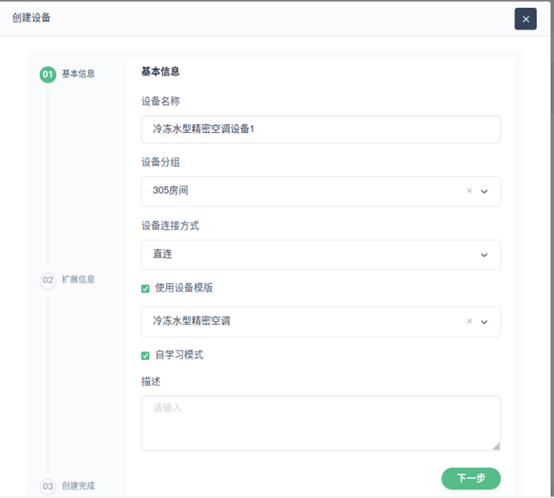 创建设备
×
01 基本信息
基本信息
设备名称
冷冻水型精密空调设备1
设备分组
305房间
×
设备连接方式
直连
02 扩展信息
使用设备模版
冷冻水型精密空调
×
自学习模式
描述
请输入
下一步
03 创建完成